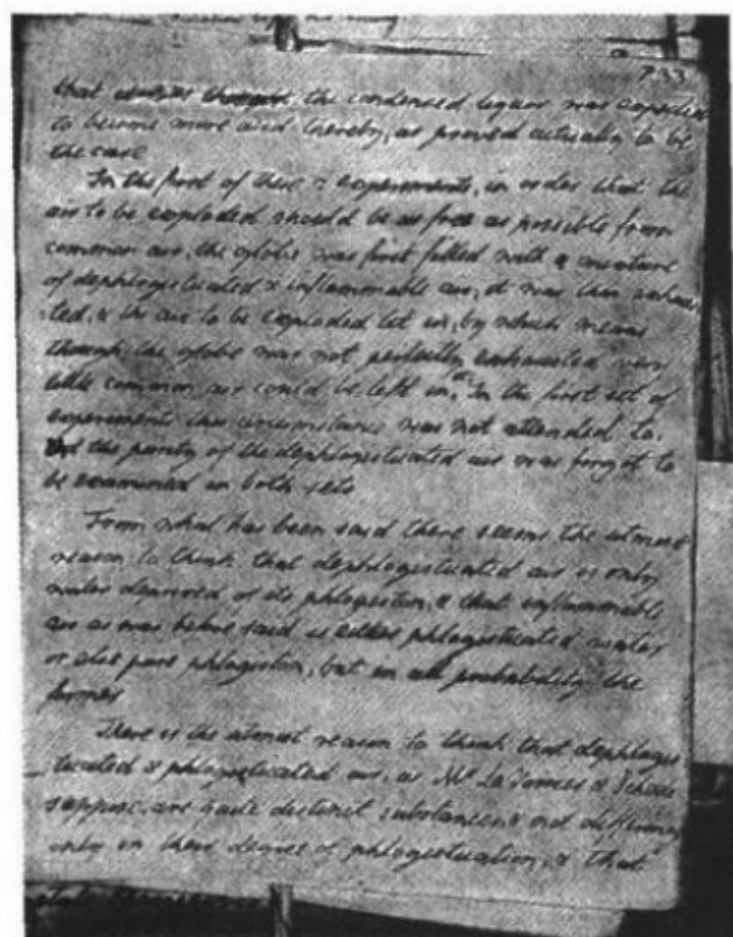 733
that the condensed liquor was expected
to become more acid thereby, as proved actually to be
the case
In the first of these 2 experiments, in order that the
air to be exploded should be as free as possible from
common air, the globe was first filled with a mixture
of dephlogisticated & inflammable air, it was then exhaus
ted, & the air to be exploded let in, by which means
though the globe was not perfectly exhausted very
little common air could be left in. In the first set of
experiments this circumstance was not attended to.
the purity of the dephlogisticated air was forgot to
be examined in both sets
From what has been said there seems the utmost
reason to think that dephlogisticated air is only
water deprived of its phlogiston, & that inflammable
air as was before said is either phlogisticated water
or else pure phlogiston, but in all probability the
former
There is the utmost reason to think that dephlogis
ticated & phlogisticated air, as Mr &
suppose, are quite distinct substances & not differing
only in their degree of phlogistication, & that